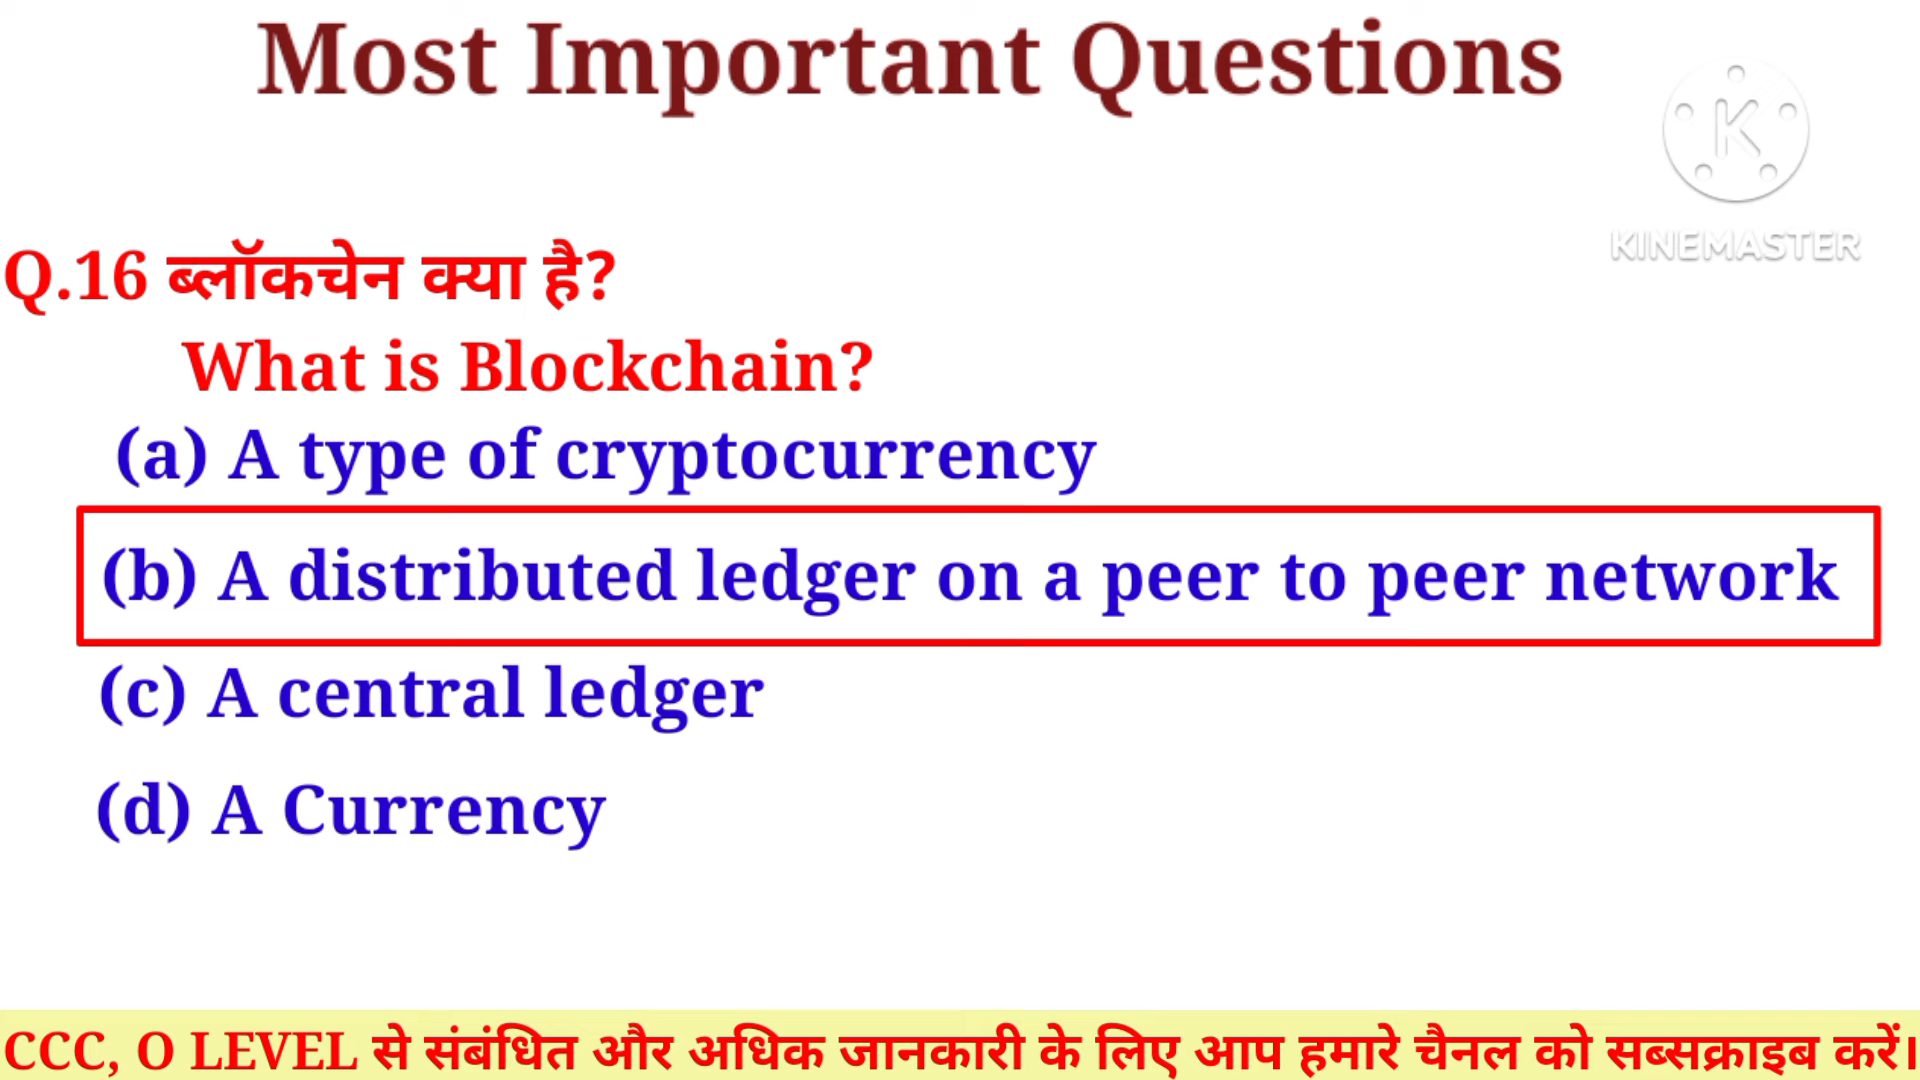 Most Important Questions
KINEMASTER
Q.16 ब्लॉकचेन क्या है?
What is Blockchain?
(a) A type of cryptocurrency
(b) A distributed ledger on a peer to peer network
(c) A central ledger
(d) A Currency
CCC, O LEVEL से संबंधित और अधिक जानकारी के लिए आप हमारे चैनल को सब्सक्राइब करें।